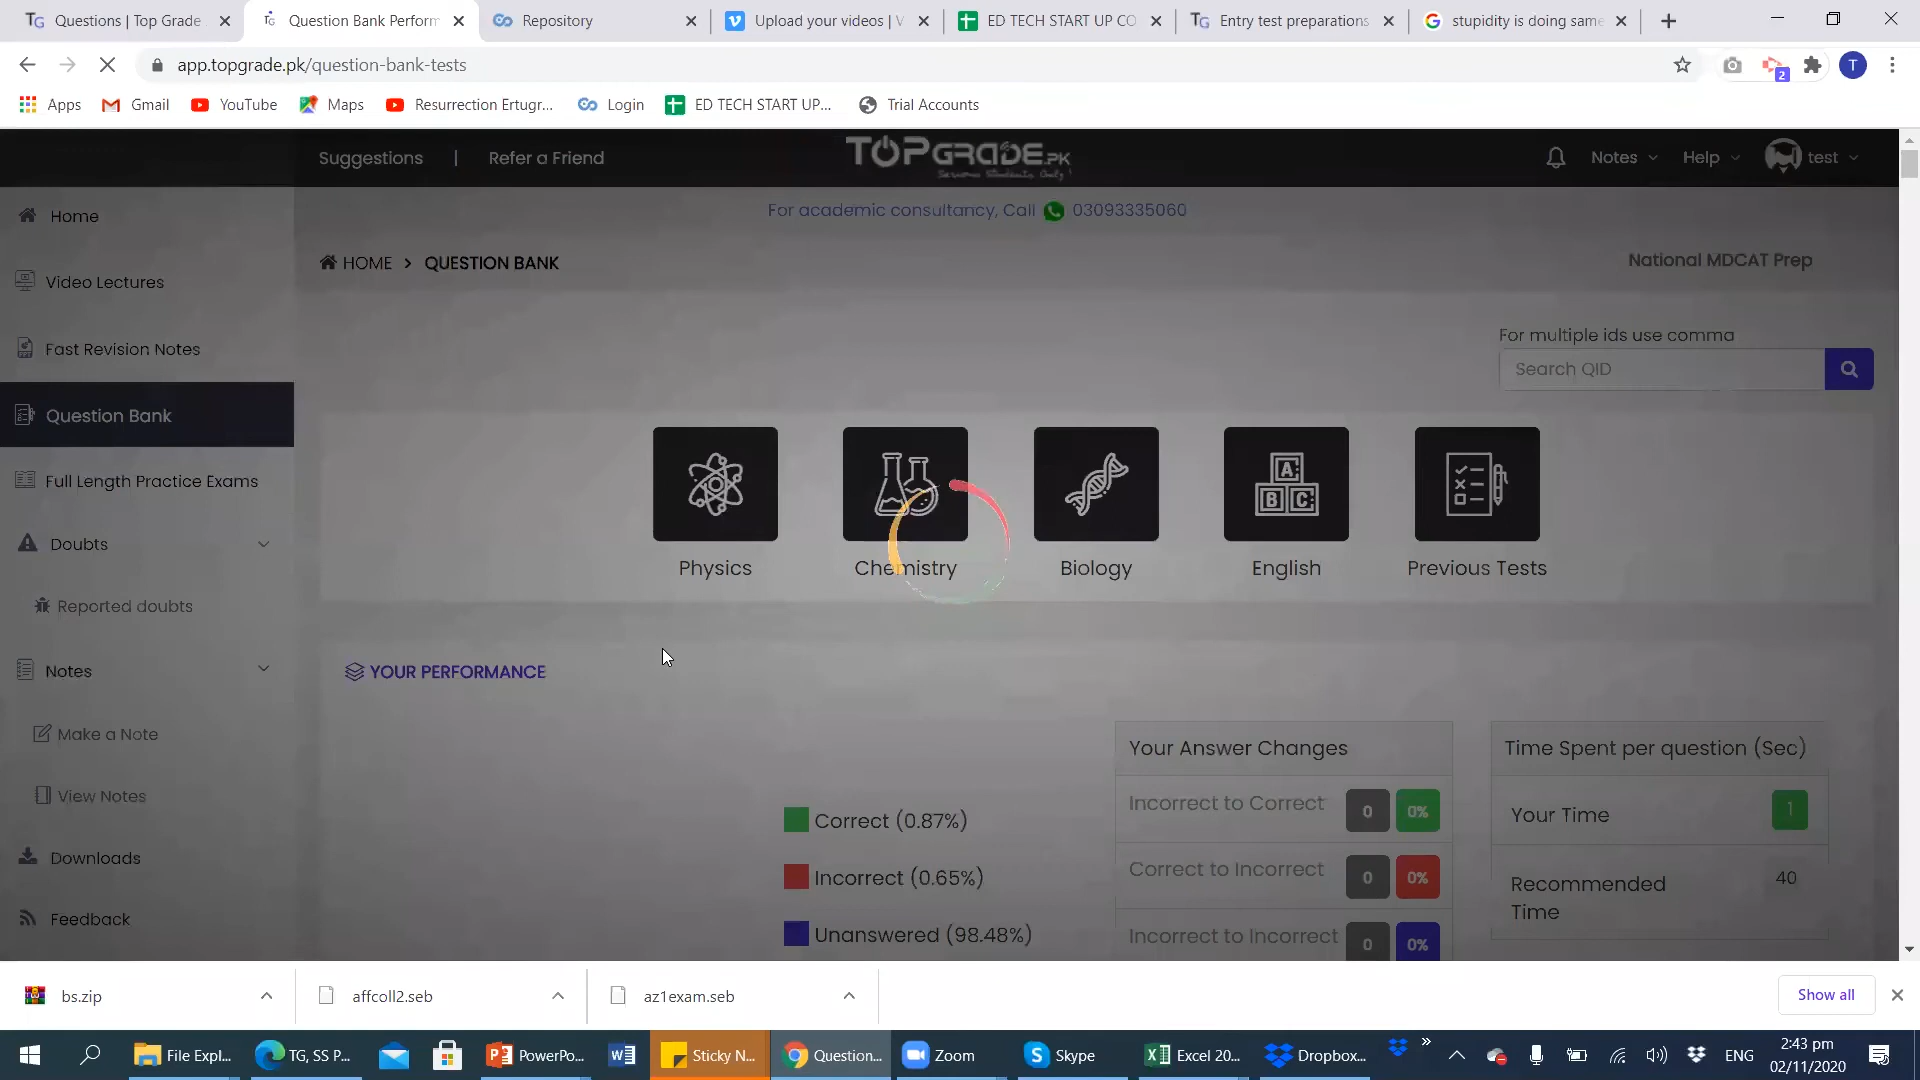 Questions | Top Grade
Question Bank Perform
Repository
Upload your videos | V
ED TECH START UP CO
Entry test preparations
stupidity is doing same
app.topgrade.pk/question-bank-tests
2
T
Apps
Gmail
YouTube
Maps
Resurrection Ertugr...
Login
ED TECH START UP...
Trial Accounts
Suggestions | Refer a Friend
TOPGRADE.PK
Serious Students Only!
Notes
Help
test
For academic consultancy, Call 03093335060
HOME > QUESTION BANK
National MDCAT Prep
Home
Video Lectures
Fast Revision Notes
Question Bank
Full Length Practice Exams
Doubts
Reported doubts
Notes
Make a Note
View Notes
Downloads
Feedback
For multiple ids use comma
Search QID
Physics
Chemistry
Biology
A
B C
English
Previous Tests
YOUR PERFORMANCE
Correct (0.87%)
Incorrect (0.65%)
Unanswered (98.48%)
Your Answer Changes
Incorrect to Correct 0 0%
Correct to Incorrect 0 0%
Incorrect to Incorrect 0 0%
Time Spent per question (Sec)
Your Time 1
Recommended Time 40
bs.zip
affcoll2.seb
az1exam.seb
Show all
File Expl...
TG, SS P...
PowerPo...
Sticky N...
Question...
Zoom
Skype
Excel 20...
Dropbox...
ENG
2:43 pm
02/11/2020